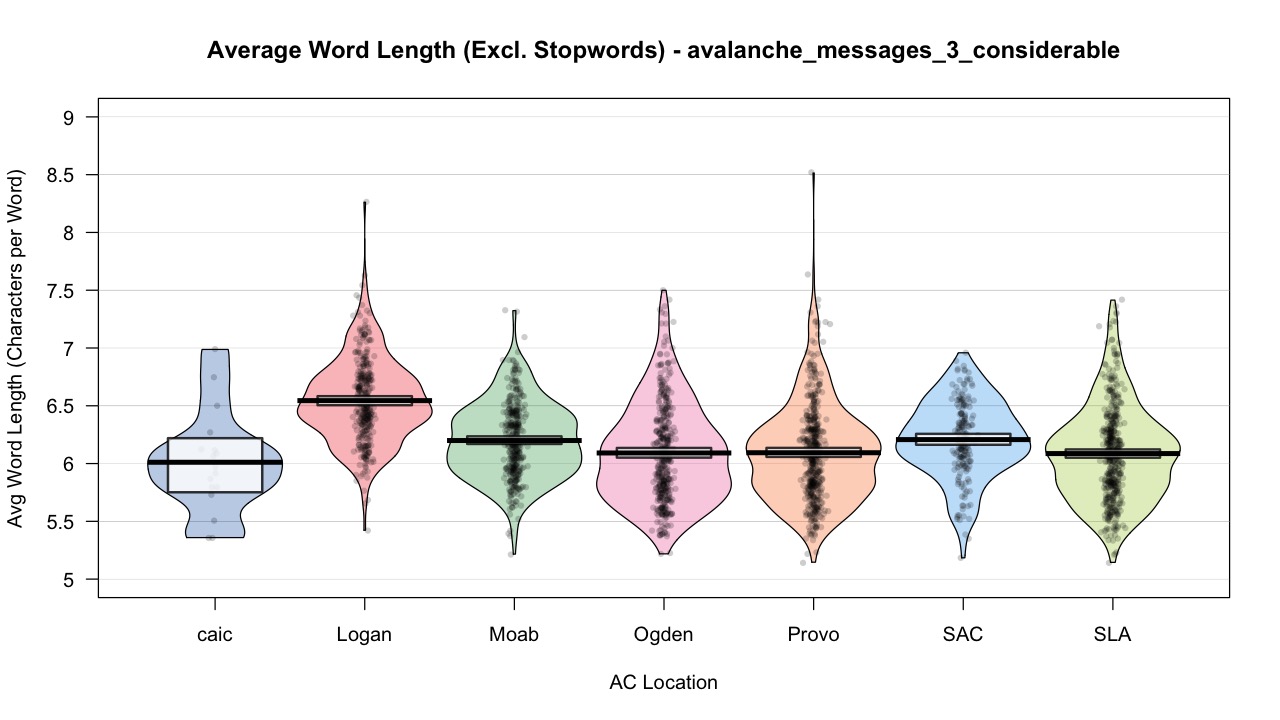 Average Word Length (Excl. Stopwords) - avalanche_messages_3_considerable
Avg Word Length (Characters per Word)
9
8.5
8
7.5
7
6.5
6
5.5
5
caic Logan Moab Ogden Provo SAC SLA
AC Location